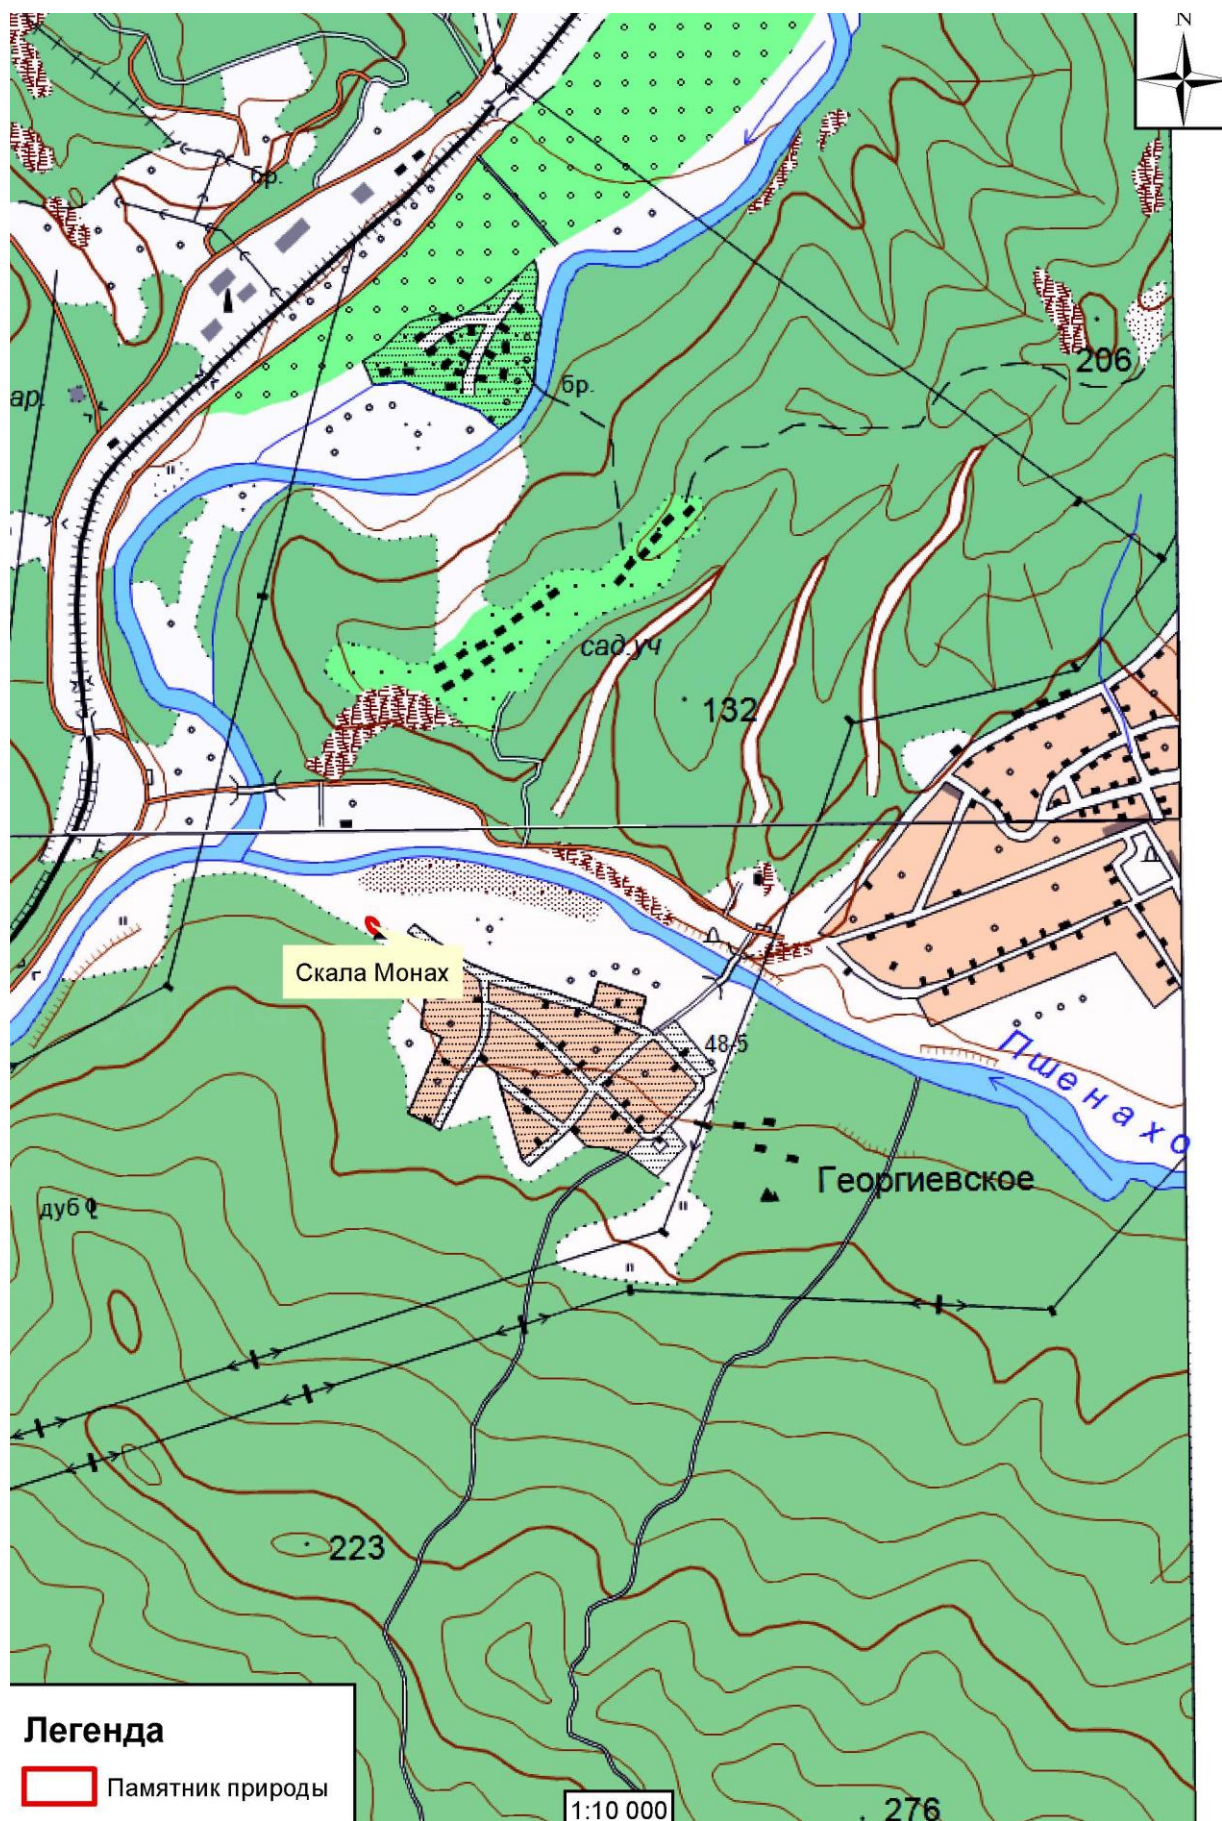 N
бр.
206
ар.
бр.
сад.уч
132
Скала Монах
48-5
Пшенахо
Георгиевское
дуб
223
Легенда
Памятник природы
1:10 000
276